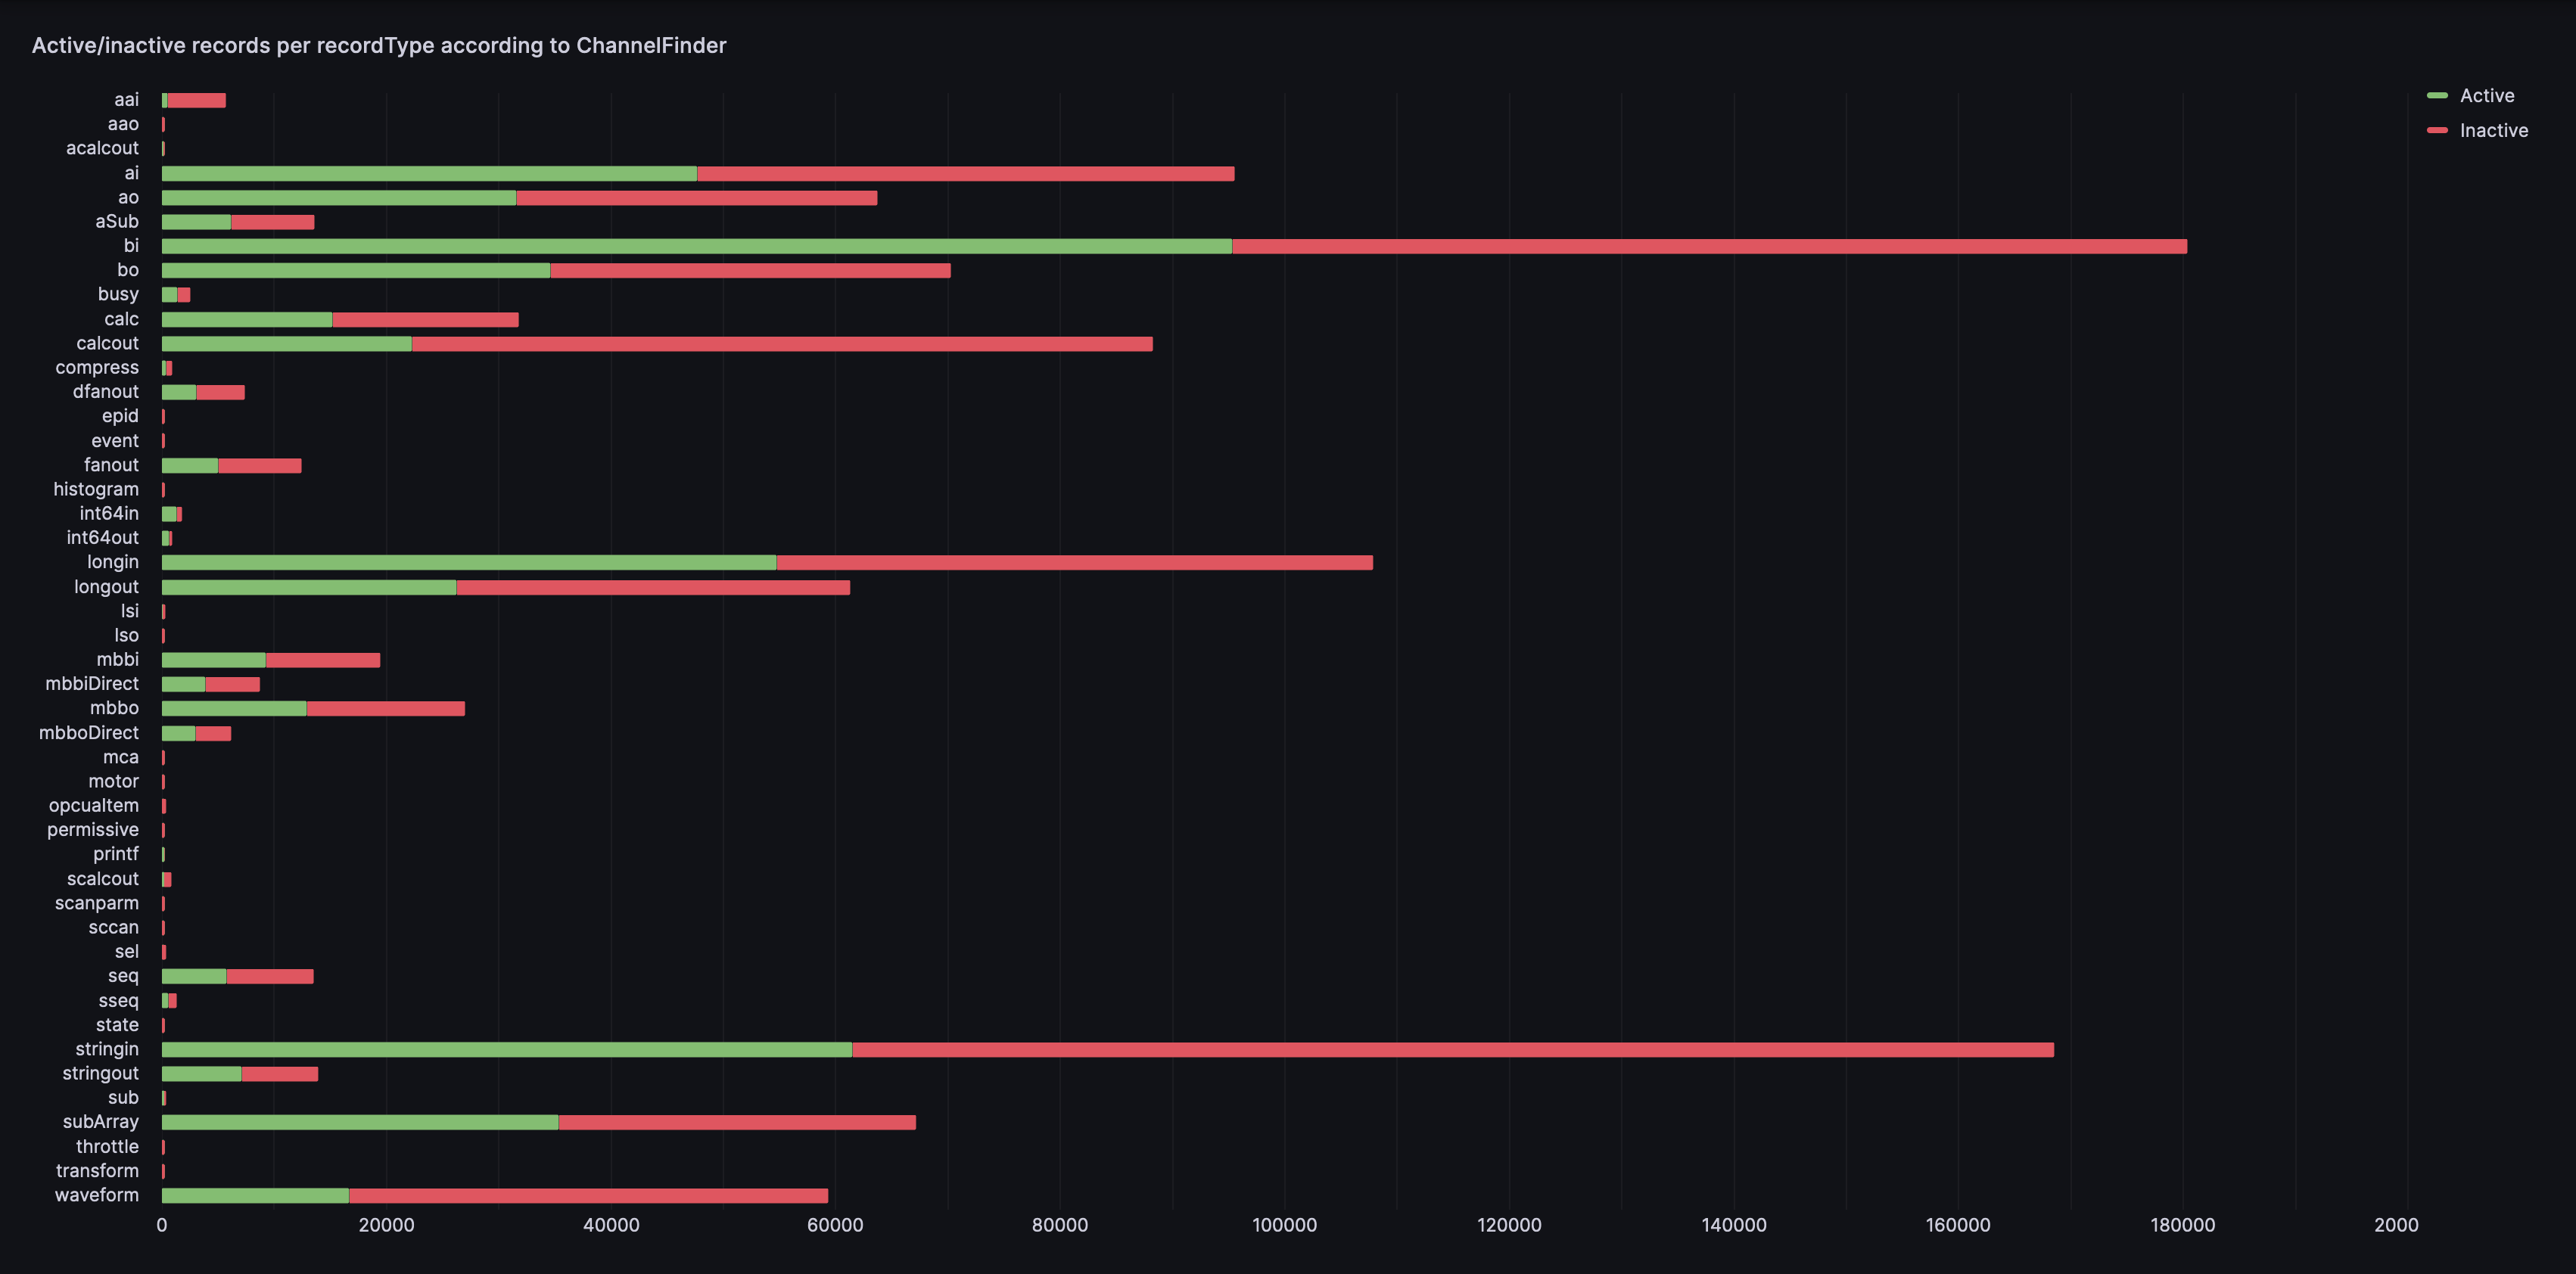 Active/inactive records per recordType according to ChannelFinder
Active
Inactive
aai
aao
acalcout
ai
ao
aSub
bi
bo
busy
calc
calcout
compress
dfanout
epid
event
fanout
histogram
int64in
int64out
longin
longout
lsi
lso
mbbi
mbbiDirect
mbbo
mbboDirect
mca
motor
opcuaItem
permissive
printf
scalcout
scanparm
sccan
sel
seq
sseq
state
stringin
stringout
sub
subArray
throttle
transform
waveform
0 20000 40000 60000 80000 100000 120000 140000 160000 180000 2000